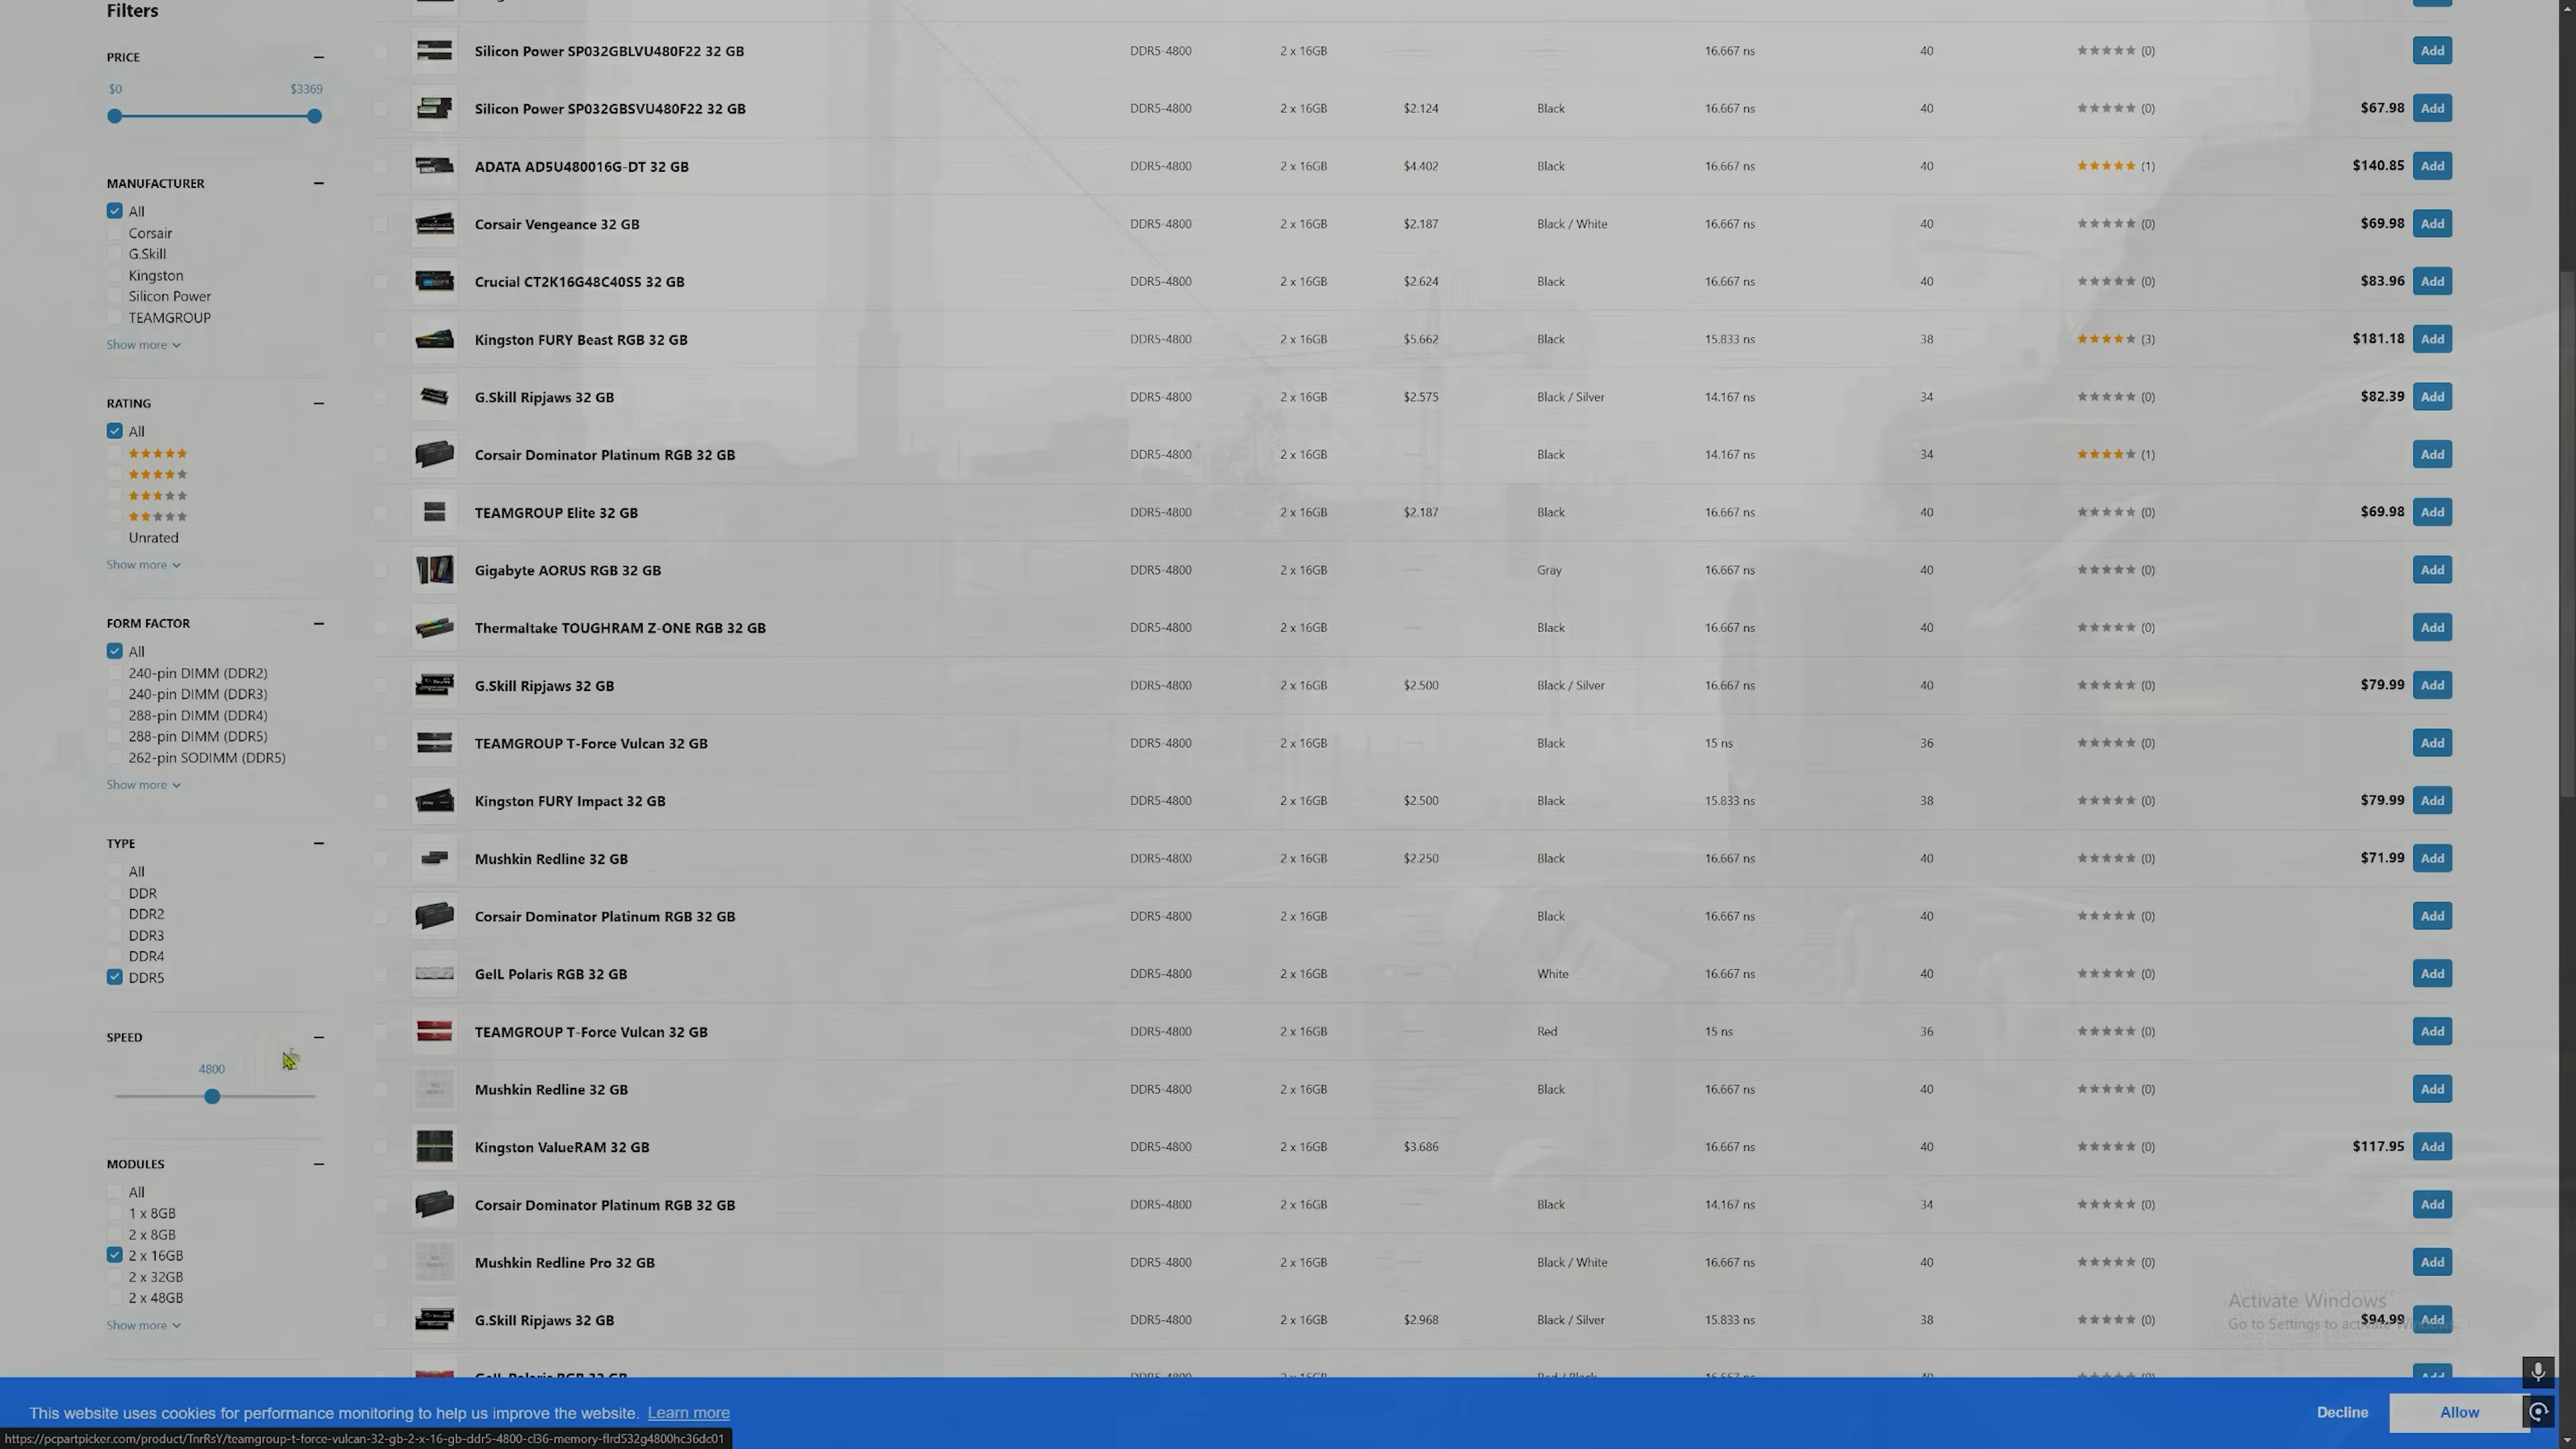 Filters
PRICE
$0 $3369
MANUFACTURER
All
Corsair
G.Skill
Kingston
Silicon Power
TEAMGROUP
Show more
RATING
All
Unrated
Show more
FORM FACTOR
All
240-pin DIMM (DDR2)
240-pin DIMM (DDR3)
288-pin DIMM (DDR4)
288-pin DIMM (DDR5)
262-pin SODIMM (DDR5)
Show more
TYPE
All
DDR
DDR2
DDR3
DDR4
DDR5
SPEED
4800
MODULES
All
1 x 8GB
2 x 8GB
2 x 16GB
2 x 32GB
2 x 48GB
Show more
Silicon Power SP032GBLVU480F22 32 GB DDR5-4800 2 x 16GB 16.667 ns 40 (0) Add
Silicon Power SP032GBSVU480F22 32 GB DDR5-4800 2 x 16GB $2.124 Black 16.667 ns 40 (0) $67.98 Add
ADATA AD5U480016G-DT 32 GB DDR5-4800 2 x 16GB $4.402 Black 16.667 ns 40 (1) $140.85 Add
Corsair Vengeance 32 GB DDR5-4800 2 x 16GB $2.187 Black / White 16.667 ns 40 (0) $69.98 Add
Crucial CT2K16G48C40S5 32 GB DDR5-4800 2 x 16GB $2.624 Black 16.667 ns 40 (0) $83.96 Add
Kingston FURY Beast RGB 32 GB DDR5-4800 2 x 16GB $5.662 Black 15.833 ns 38 (3) $181.18 Add
G.Skill Ripjaws 32 GB DDR5-4800 2 x 16GB $2.575 Black / Silver 14.167 ns 34 (0) $82.39 Add
Corsair Dominator Platinum RGB 32 GB DDR5-4800 2 x 16GB Black 14.167 ns 34 (1) Add
TEAMGROUP Elite 32 GB DDR5-4800 2 x 16GB $2.187 Black 16.667 ns 40 (0) $69.98 Add
Gigabyte AORUS RGB 32 GB DDR5-4800 2 x 16GB Gray 16.667 ns 40 (0) Add
Thermaltake TOUGHRAM Z-ONE RGB 32 GB DDR5-4800 2 x 16GB Black 16.667 ns 40 (0) Add
G.Skill Ripjaws 32 GB DDR5-4800 2 x 16GB $2.500 Black / Silver 16.667 ns 40 (0) $79.99 Add
TEAMGROUP T-Force Vulcan 32 GB DDR5-4800 2 x 16GB Black 15 ns 36 (0) Add
Kingston FURY Impact 32 GB DDR5-4800 2 x 16GB $2.500 Black 15.833 ns 38 (0) $79.99 Add
Mushkin Redline 32 GB DDR5-4800 2 x 16GB $2.250 Black 16.667 ns 40 (0) $71.99 Add
Corsair Dominator Platinum RGB 32 GB DDR5-4800 2 x 16GB Black 16.667 ns 40 (0) Add
GeIL Polaris RGB 32 GB DDR5-4800 2 x 16GB White 16.667 ns 40 (0) Add
TEAMGROUP T-Force Vulcan 32 GB DDR5-4800 2 x 16GB Red 15 ns 36 (0) Add
Mushkin Redline 32 GB DDR5-4800 2 x 16GB Black 16.667 ns 40 (0) Add
Kingston ValueRAM 32 GB DDR5-4800 2 x 16GB $3.686 16.667 ns 40 (0) $117.95 Add
Corsair Dominator Platinum RGB 32 GB DDR5-4800 2 x 16GB Black 14.167 ns 34 (0) Add
Mushkin Redline Pro 32 GB DDR5-4800 2 x 16GB Black / White 16.667 ns 40 (0) Add
G.Skill Ripjaws 32 GB DDR5-4800 2 x 16GB $2.968 Black / Silver 15.833 ns 38 (0) $94.99 Add
Activate Windows
Go to Settings to activate Windows.
This website uses cookies for performance monitoring to help us improve the website. Learn more
Decline Allow
https://pcpartpicker.com/product/TnrRsY/teamgroup-t-force-vulcan-32-gb-2-x-16-gb-ddr5-4800-cl36-memory-flrd532g4800hc36dc01